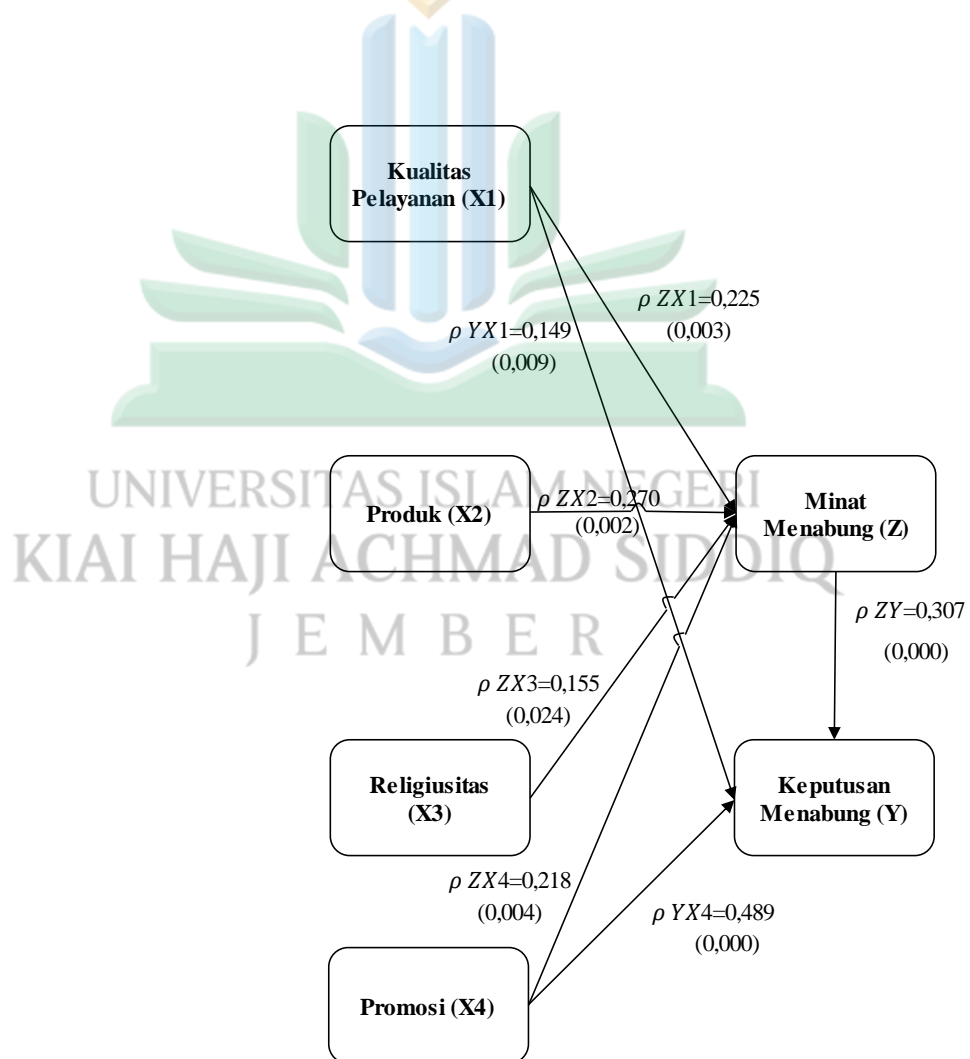 Kualitas
Pelayanan (X1)
ρ ZX1=0,225
(0,003)
ρ YX1=0,149
(0,009)
UNIVERSITAS ISLAM NEGERI
KIAI HAJI ACHMAD SIDDIQ
JEMBER
Produk (X2)
ρ ZX2=0,270
(0,002)
Minat
Menabung (Z)
ρ ZY=0,307
(0,000)
ρ ZX3=0,155
(0,024)
Religiusitas
(X3)
Keputusan
Menabung (Y)
ρ ZX4=0,218
(0,004)
ρ YX4=0,489
(0,000)
Promosi (X4)